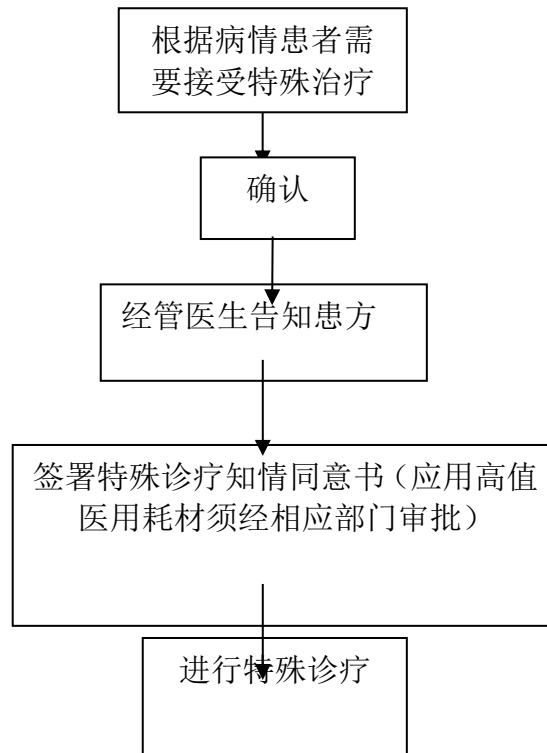 根据病情患者需
要接受特殊治疗
确认
经管医生告知患方
签署特殊诊疗知情同意书（应用高值
医用耗材须经相应部门审批）
进行特殊诊疗